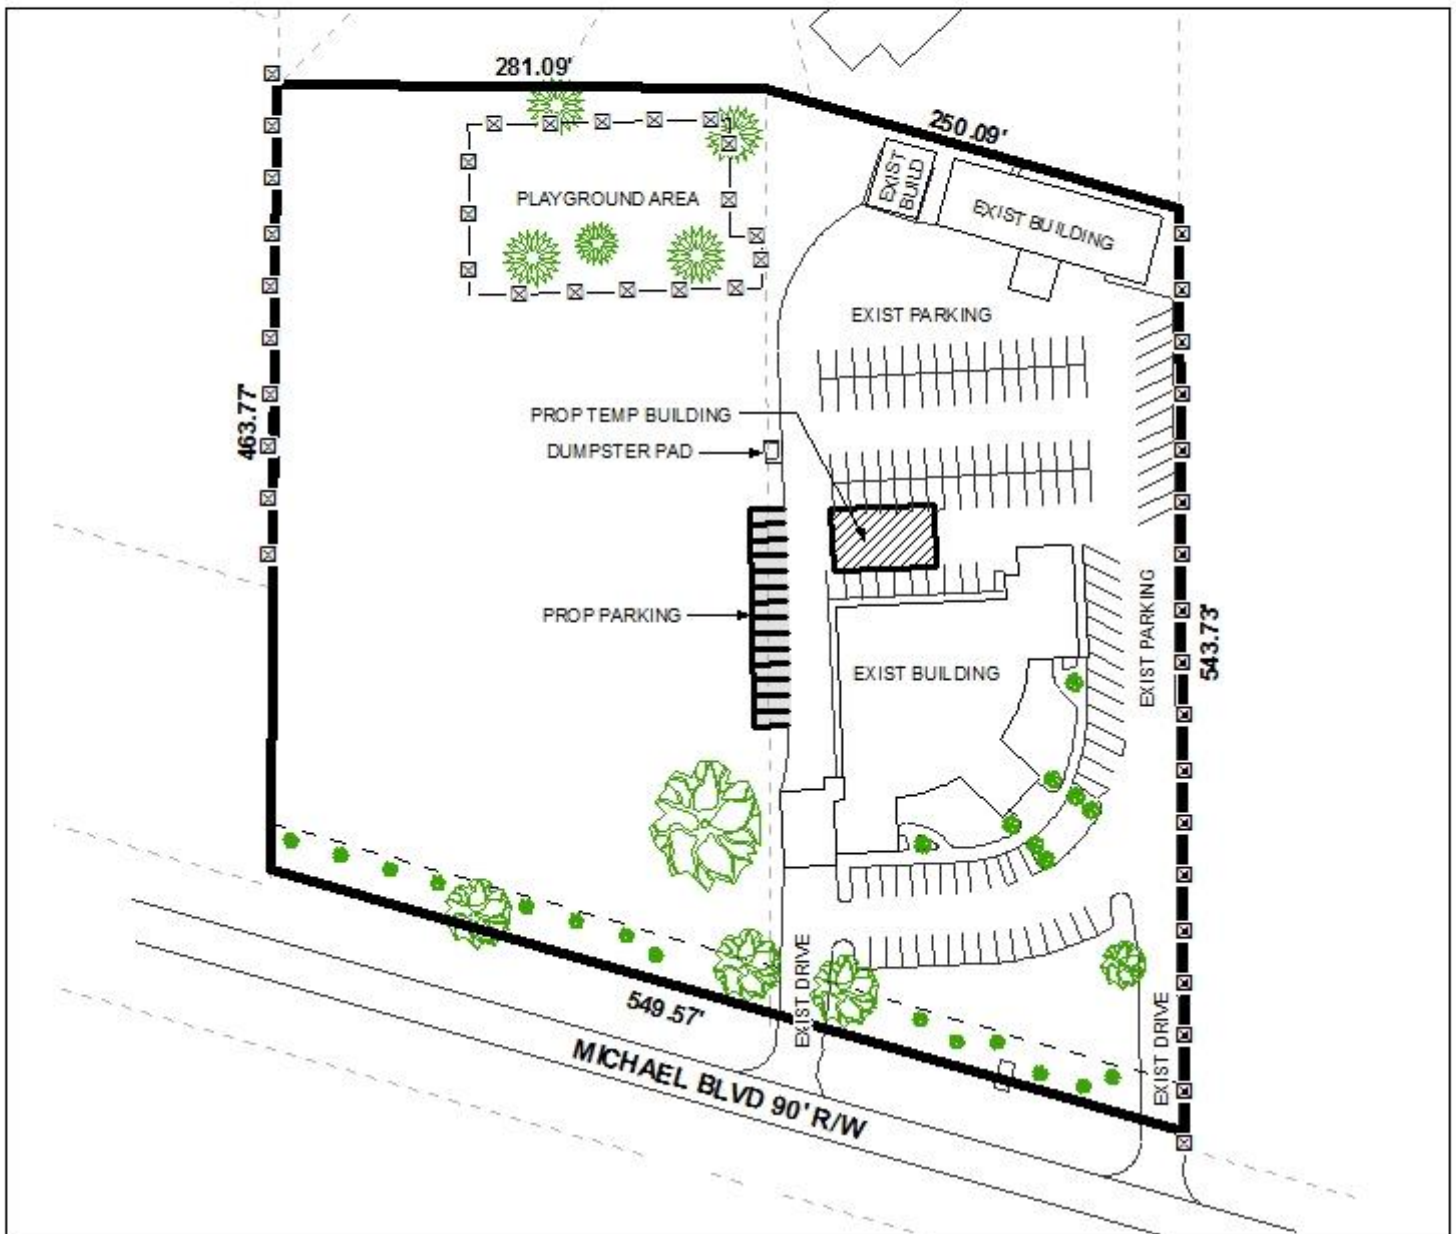 281.09'
250.09'
EXIST
BUILD
EXIST BUILDING
PLAYGROUND AREA
EXIST PARKING
463.77'
PROP TEMP BUILDING
DUMPSTER PAD
PROP PARKING
EXIST BUILDING
EXIST PARKING
543.73'
EXIST DRIVE
549.57'
EXIST DRIVE
MICHAEL BLVD 90' R/W